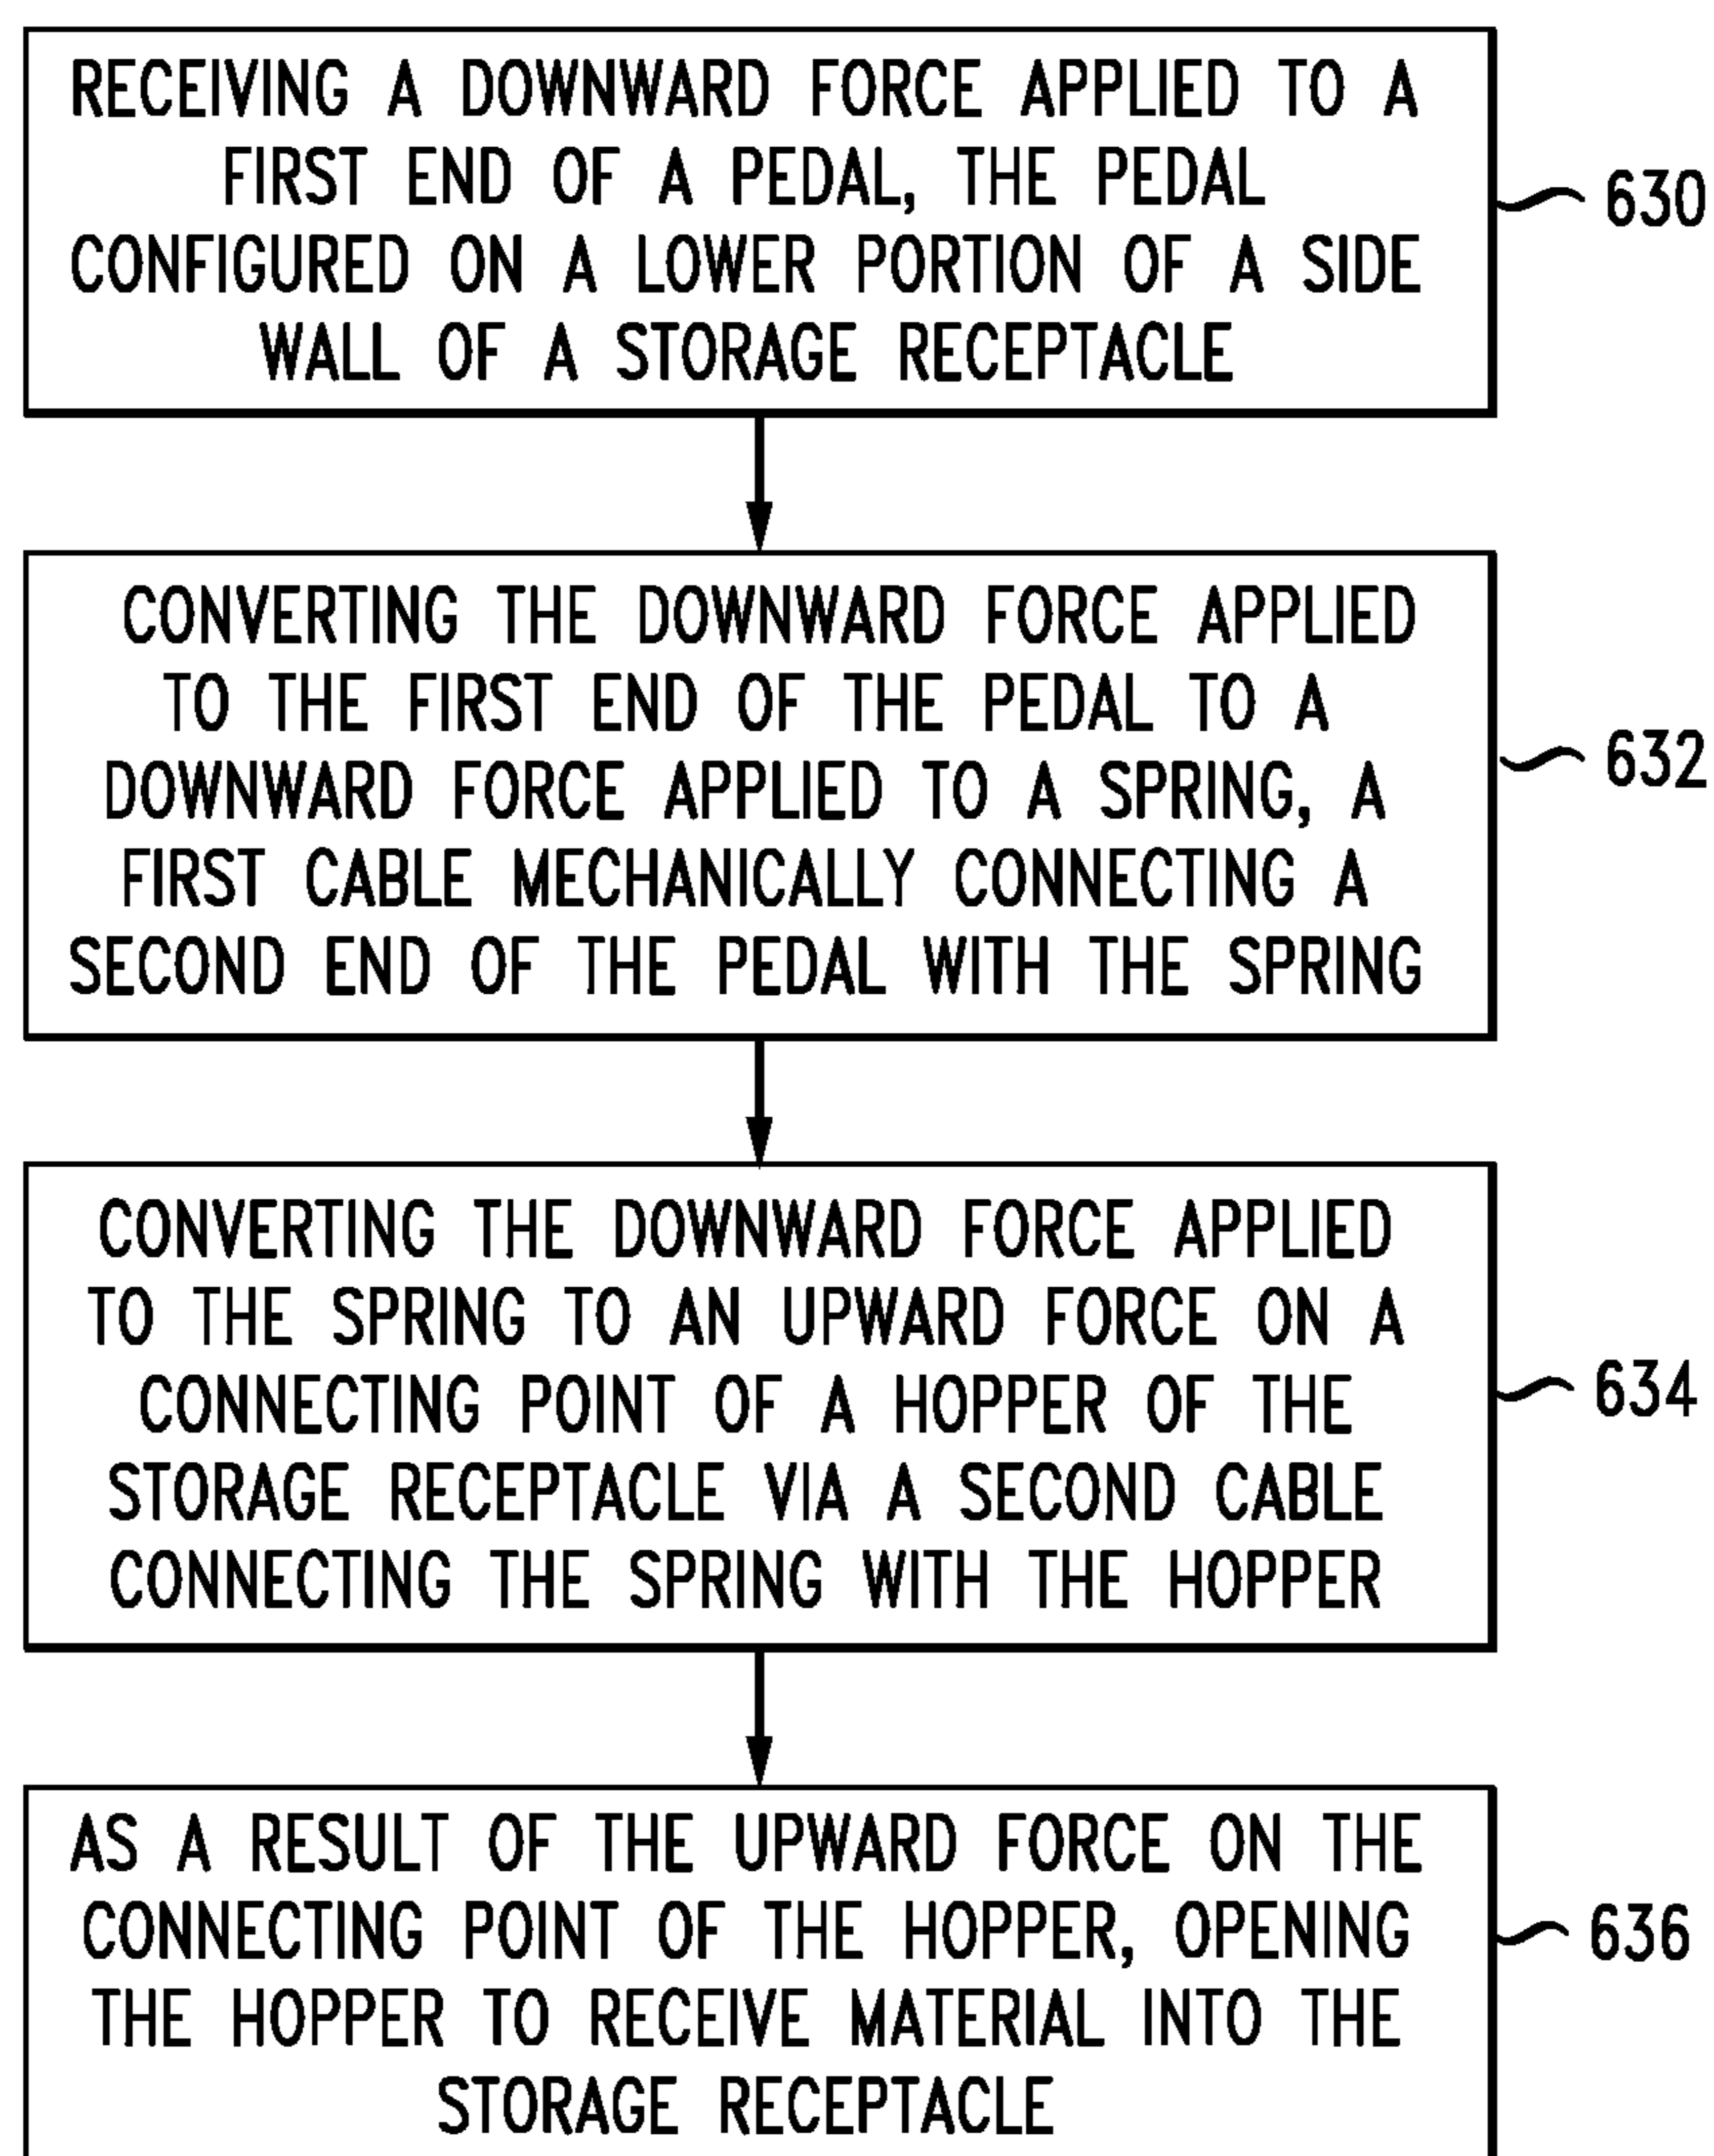 RECEIVING A DOWNWARD FORCE APPLIED TO A
FIRST END OF A PEDAL, THE PEDAL
CONFIGURED ON A LOWER PORTION OF A SIDE
WALL OF A STORAGE RECEPTACLE
630
CONVERTING THE DOWNWARD FORCE APPLIED
TO THE FIRST END OF THE PEDAL TO A
DOWNWARD FORCE APPLIED TO A SPRING, A
FIRST CABLE MECHANICALLY CONNECTING A
SECOND END OF THE PEDAL WITH THE SPRING
632
CONVERTING THE DOWNWARD FORCE APPLIED
TO THE SPRING TO AN UPWARD FORCE ON A
CONNECTING POINT OF A HOPPER OF THE
STORAGE RECEPTACLE VIA A SECOND CABLE
CONNECTING THE SPRING WITH THE HOPPER
634
AS A RESULT OF THE UPWARD FORCE ON THE
CONNECTING POINT OF THE HOPPER, OPENING
THE HOPPER TO RECEIVE MATERIAL INTO THE
STORAGE RECEPTACLE
636